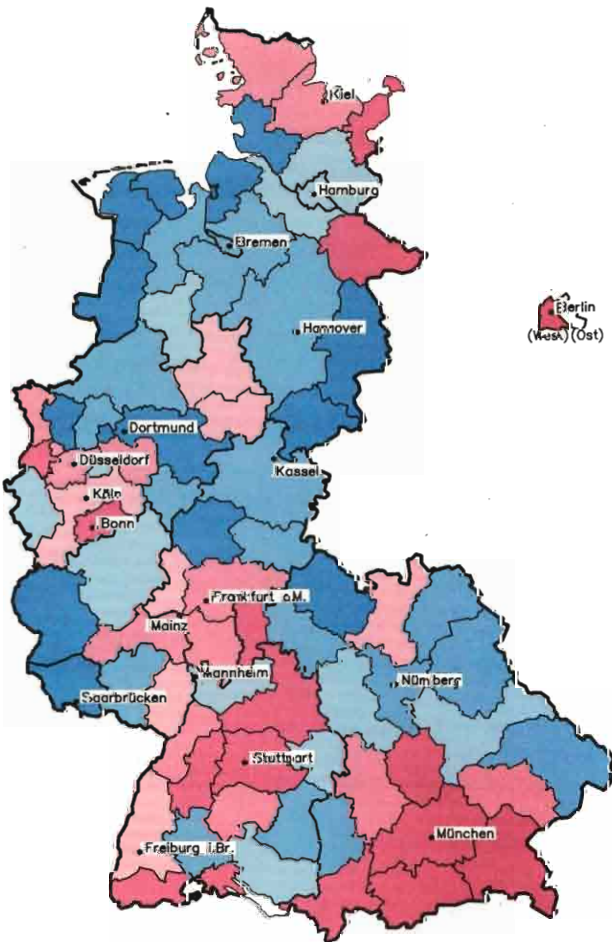 Kiel
Hamburg
Bremen
Berlin
(West) (Ost)
Hannover
Dortmund
Düsseldorf
Kassel
Köln
Bonn
Frankfurt a.M.
Mainz
Mannheim
Nürnberg
Saarbrücken
Stuttgart
München
Freiburg i.Br.